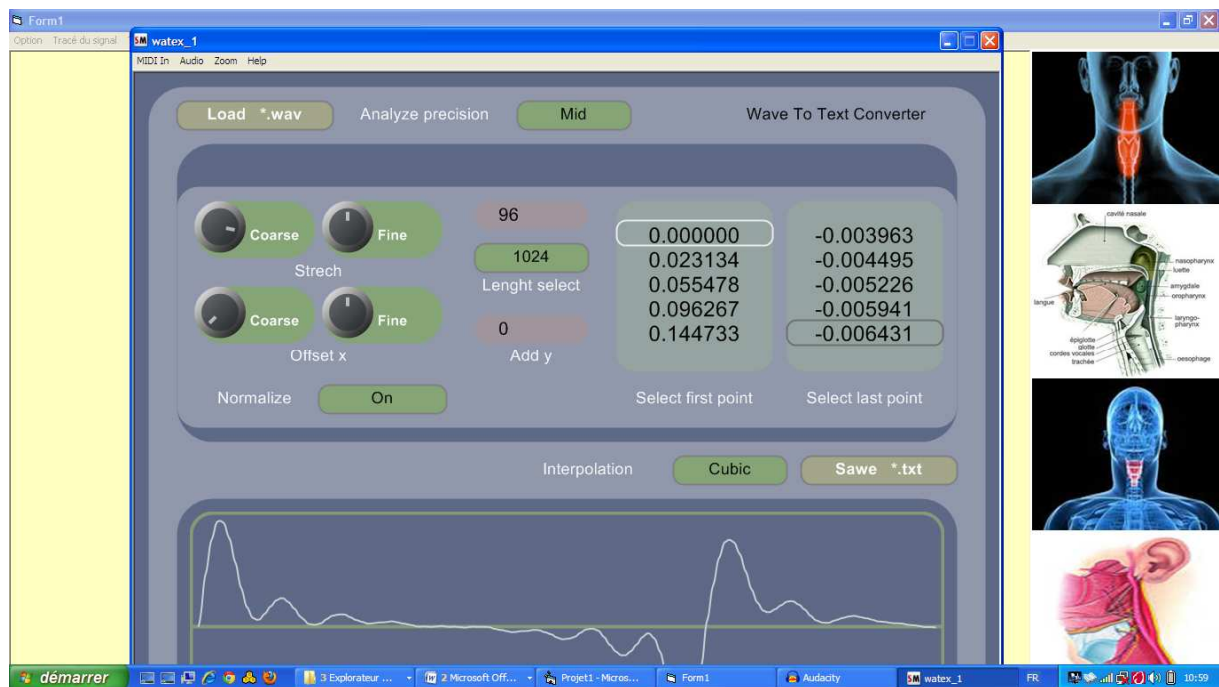 Form1
Option Tracé du signal
watex_1
MIDI In Audio Zoom Help
Load *.wav Analyze precision Mid Wave To Text Converter
Coarse Fine
Strech
Coarse Fine
Offset x
Normalize On
96
1024
Lenght select
0
Add y
0.000000
0.023134
0.055478
0.096267
0.144733
Select first point
-0.003963
-0.004495
-0.005226
-0.005941
-0.006431
Select last point
Interpolation Cubic Sawe *.txt
cavité nasale
nasopharynx
luette
amygdale
oropharynx
langue
laryngo-
pharynx
épiglotte
glotte
cordes vocales
trachée
oesophage
démarrer 3 Explorateur ... 2 Microsoft Off... Projet1 - Micros... Form1 Audacity SM watex_1 FR 10:59